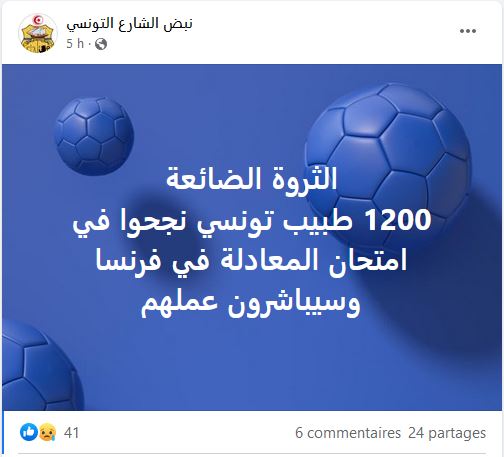 نبض الشارع التونسي
5 h
الثروة الضائعة
1200 طبيب تونسي نجحوا في
امتحان المعادلة في فرنسا
وسيباشرون عملهم
41
6 commentaires 24 partages